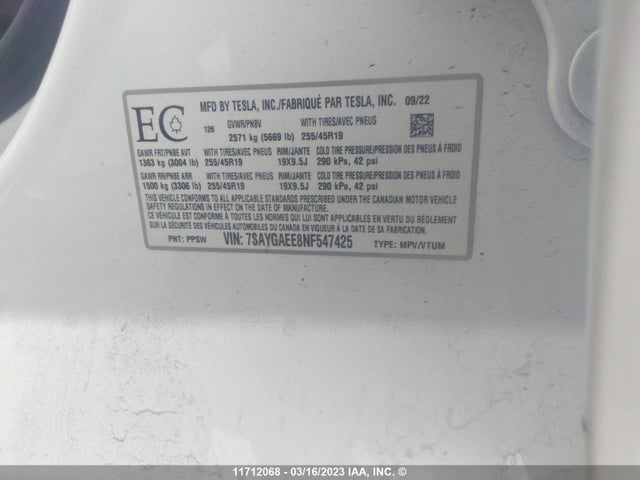 MFD BY TESLA, INC./FABRIQUÉ PAR TESLA, INC. 09/22
EC 126 GVWR/PNBV WITH TIRES/AVEC PNEUS
2571 kg (5669 lb) 255/45R19
GAWR FRT/PNBE AVT WITH TIRES/AVEC PNEUS RIM/JANTE COLD TIRE PRESSURE/PRESSION DES PNEUS À FROID
1363 kg (3004 lb) 255/45R19 19X9.5J 290 kPa, 42 psi
GAWR RR/PNBE ARR WITH TIRES/AVEC PNEUS RIM/JANTE COLD TIRE PRESSURE/PRESSION DES PNEUS À FROID
1500 kg (3306 lb) 255/45R19 19X9.5J 290 kPa, 42 psi
THIS VEHICLE CONFORMS TO ALL APPLICABLE STANDARDS PRESCRIBED UNDER THE CANADIAN MOTOR VEHICLE
SAFETY REGULATIONS IN EFFECT ON THE DATE OF MANUFACTURE
CE VÉHICULE EST CONFORME À TOUTES LES NORMES QUI LUI SONT APPLICABLES EN VERTU DU RÈGLEMENT SUR LA
SÉCURITÉ DES VÉHICULES AUTOMOBILES DU CANADA EN VIGUEUR À LA DATE DE SA FABRICATION
PNT: PPSW VIN: 7SAYGAEE8NF547425 TYPE: MPV/VTUM
11712068 - 03/16/2023 IAA, Inc. ©